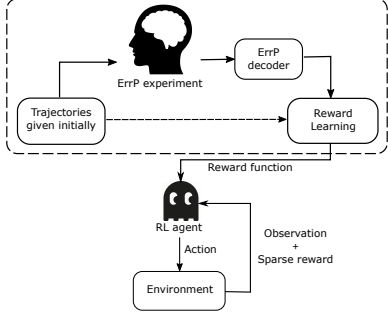 ErrP experiment
ErrP
decoder
Trajectories
given initially
Reward
Learning
Reward function
RL agent
Action
Observation
+
Sparse reward
Environment